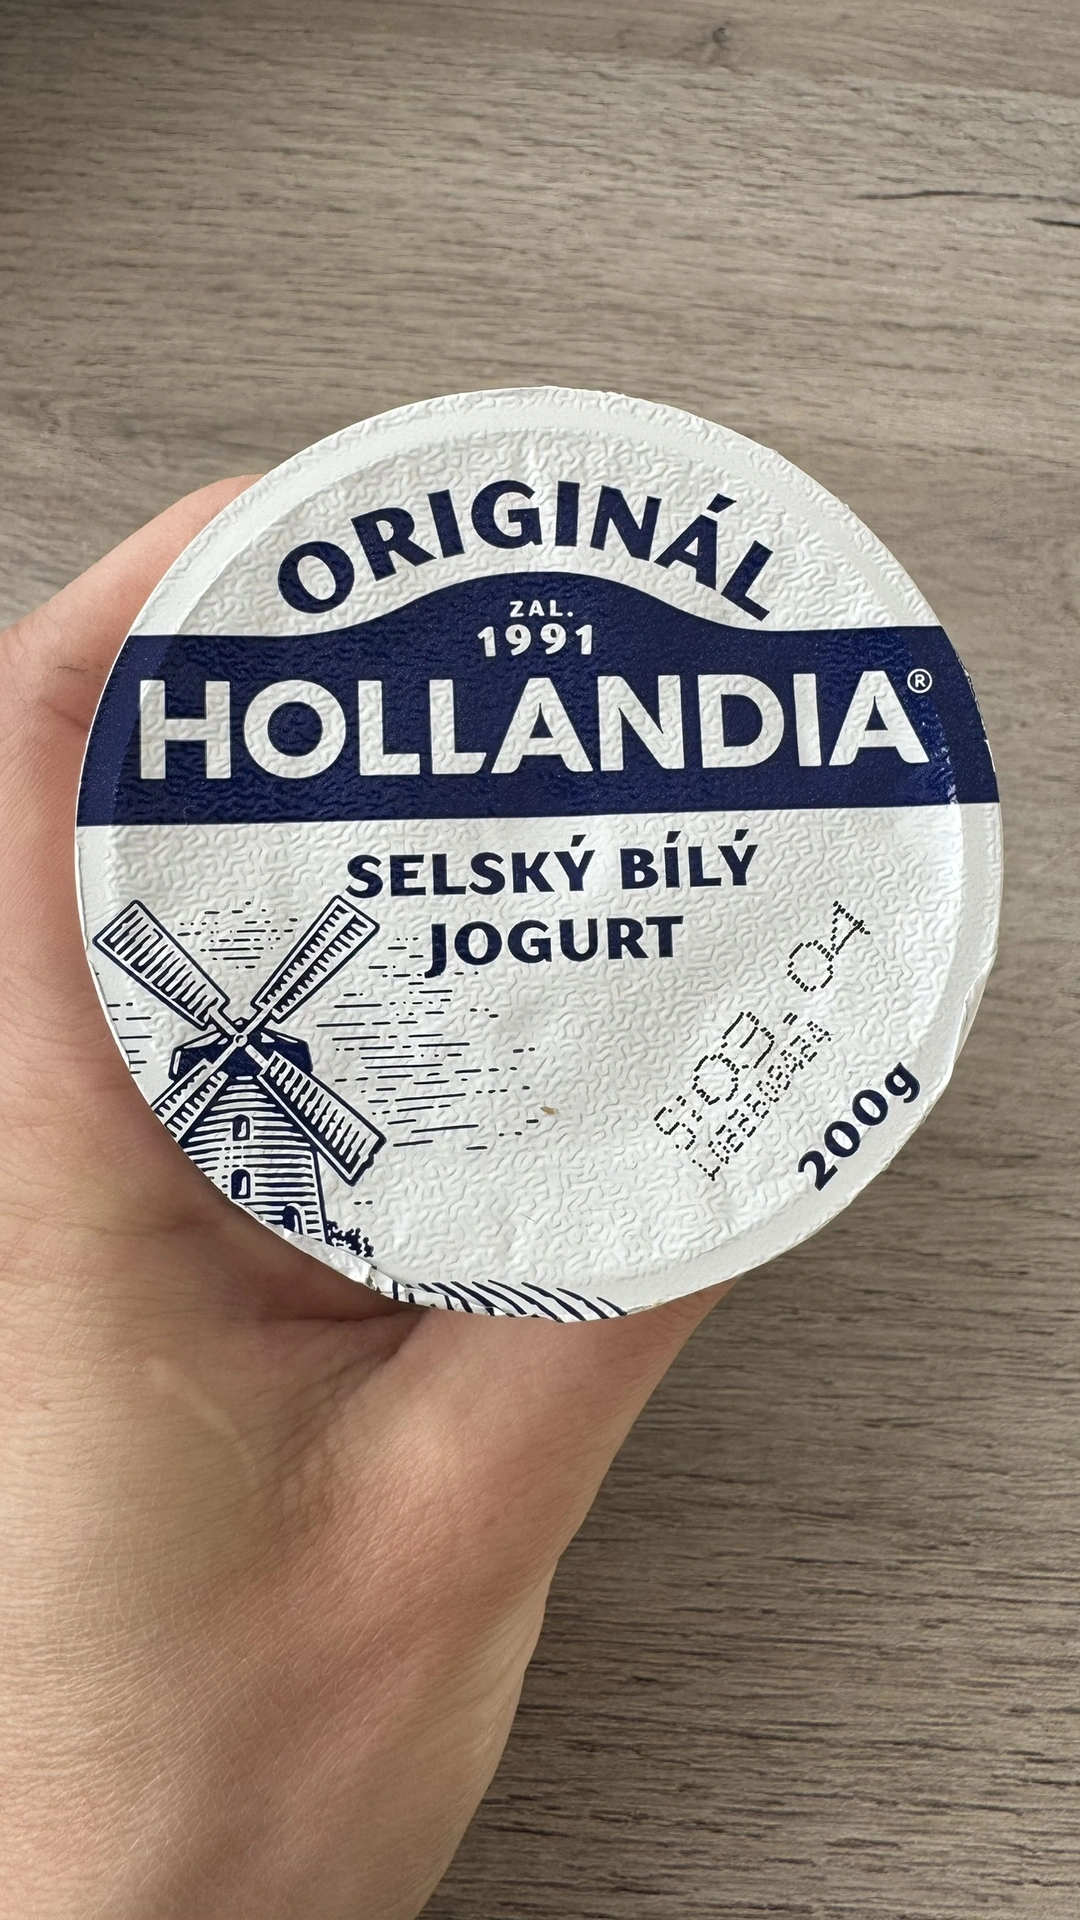 ORIGINÁL
ZAL.
1991
HOLLANDIA®
SELSKÝ BÍLÝ
JOGURT
200g